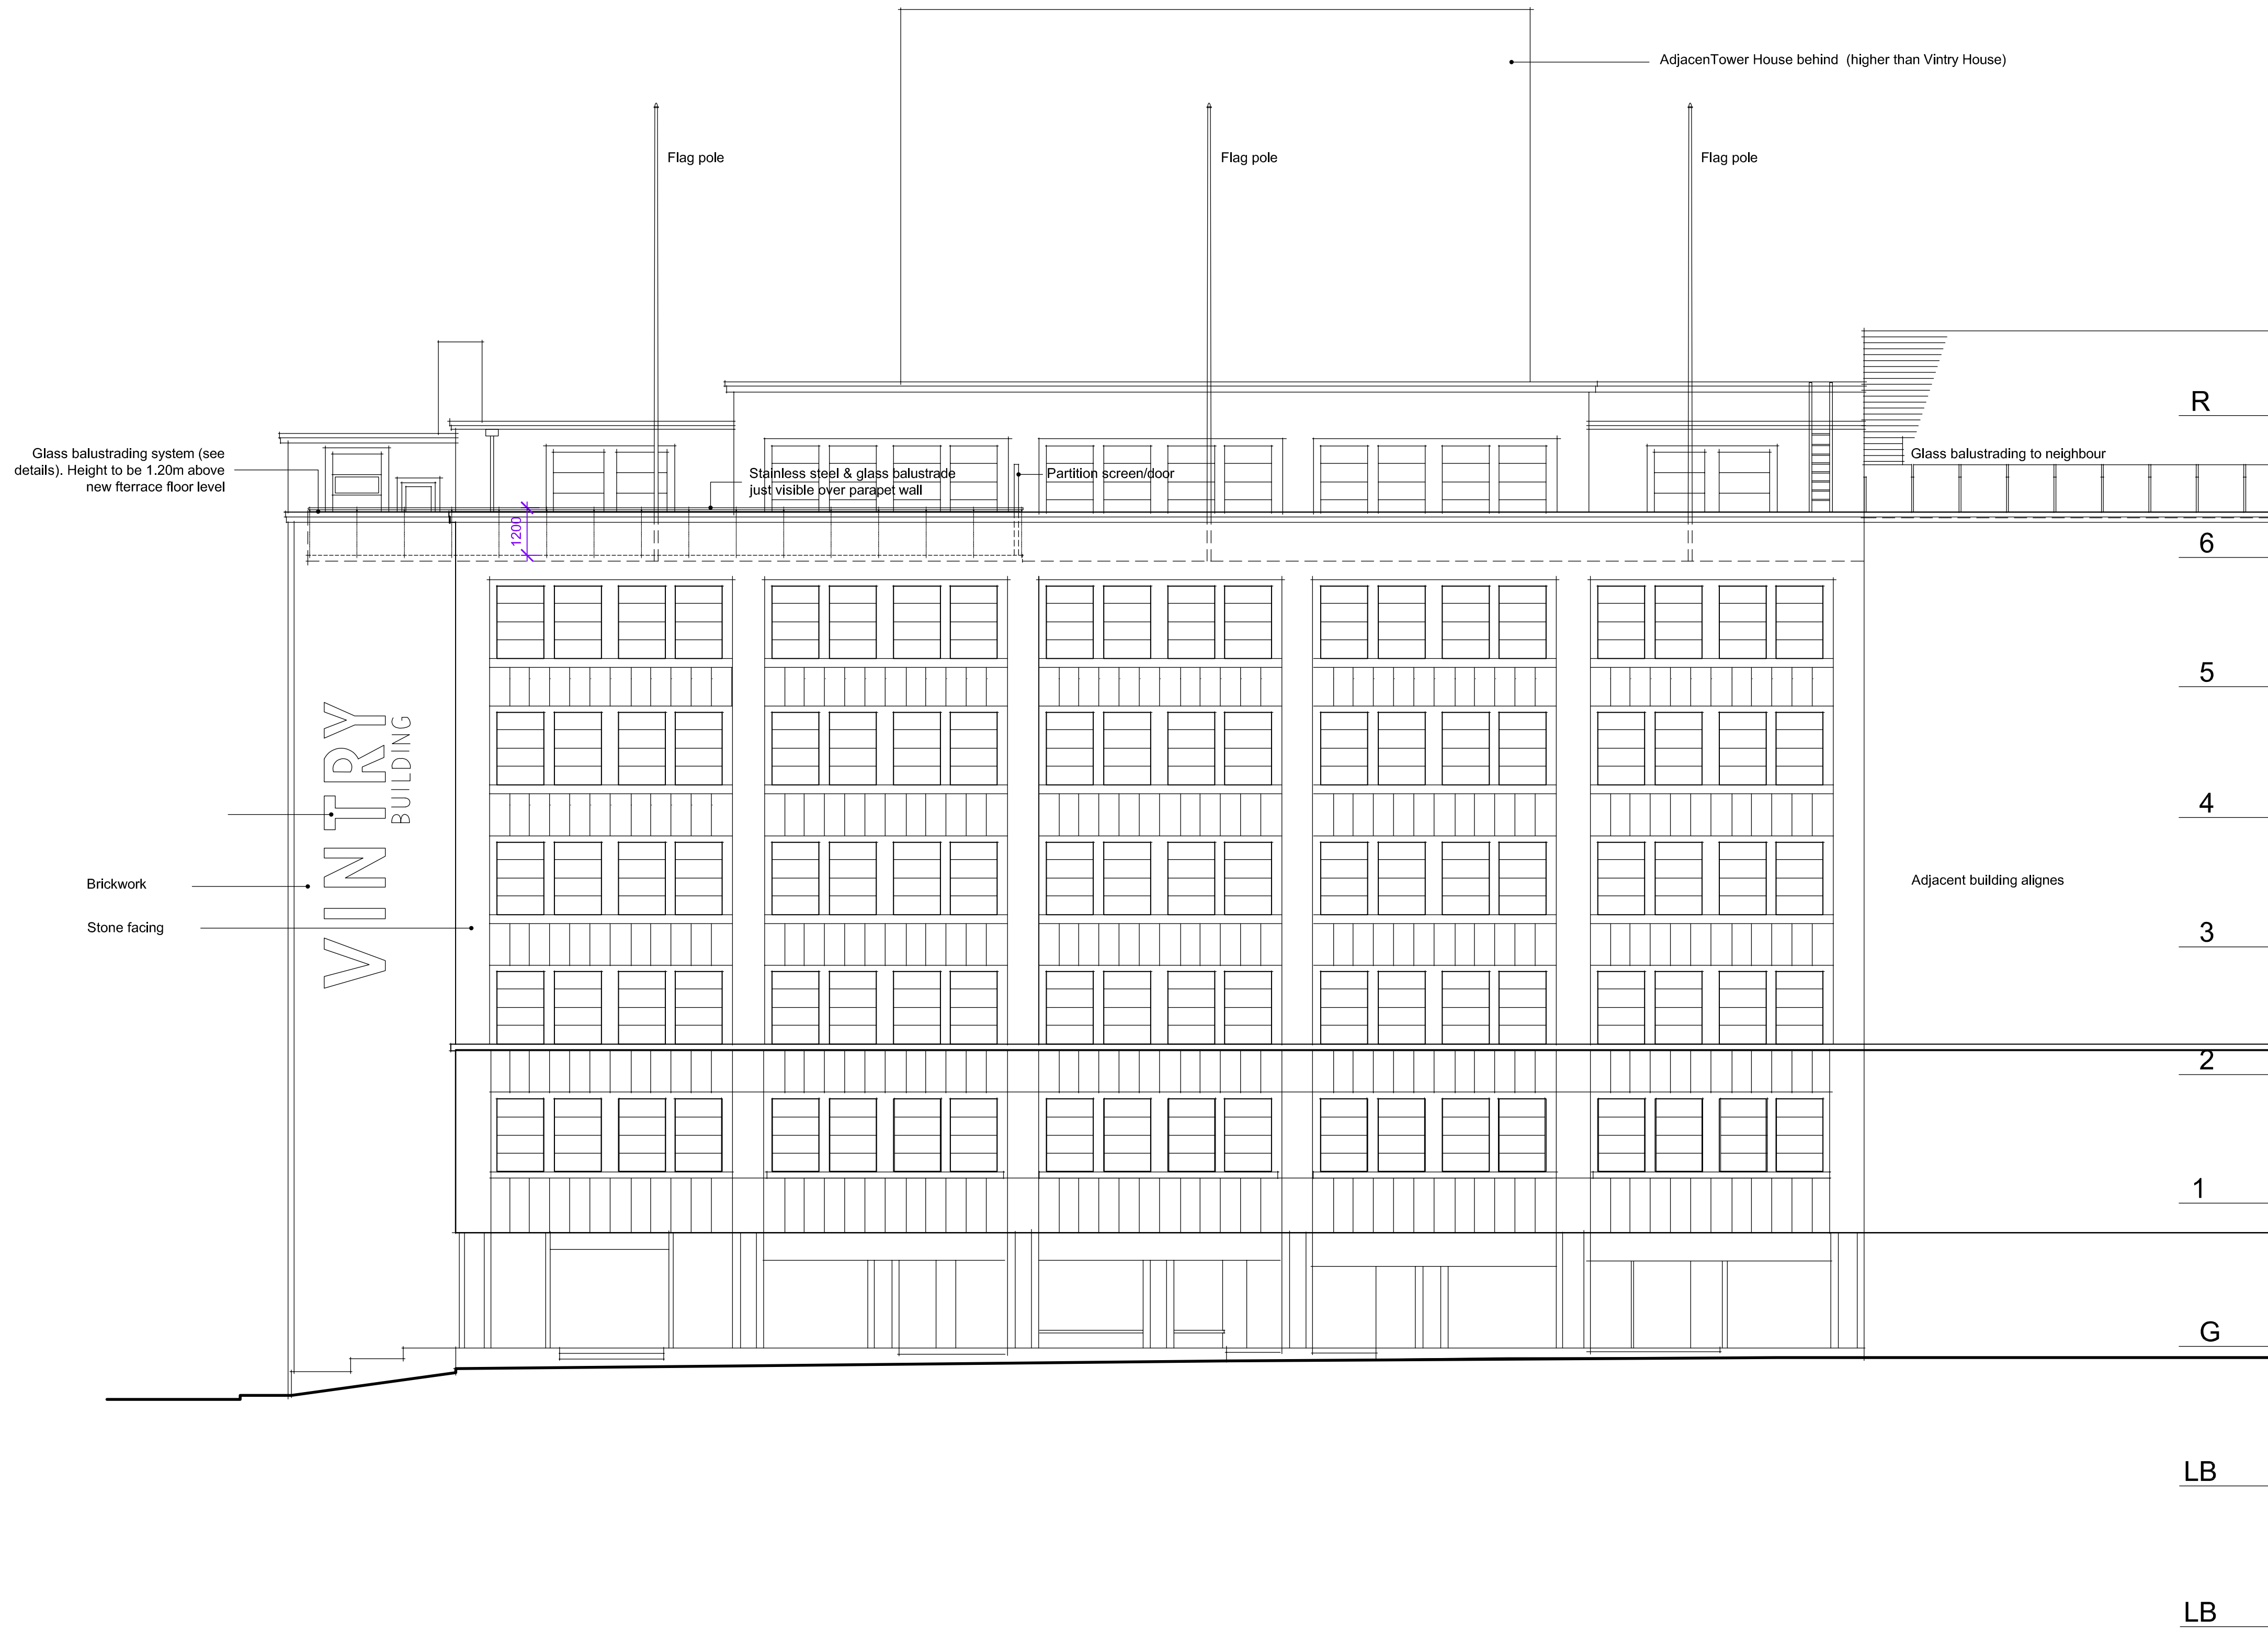 AdjacenTower House behind  (higher than Vintry House)
Flag pole
Flag pole
Flag pole
R
Glass balustrading system (see
details). Height to be 1.20m above
new fterrace floor level
Stainless steel & glass balustrade
just visible over parapet wall
Partition screen/door
Glass balustrading to neighbour
1200
6
5
VINTRY
BUILDING
4
Brickwork
Adjacent building alignes
Stone facing
3
2
1
G
LB
LB